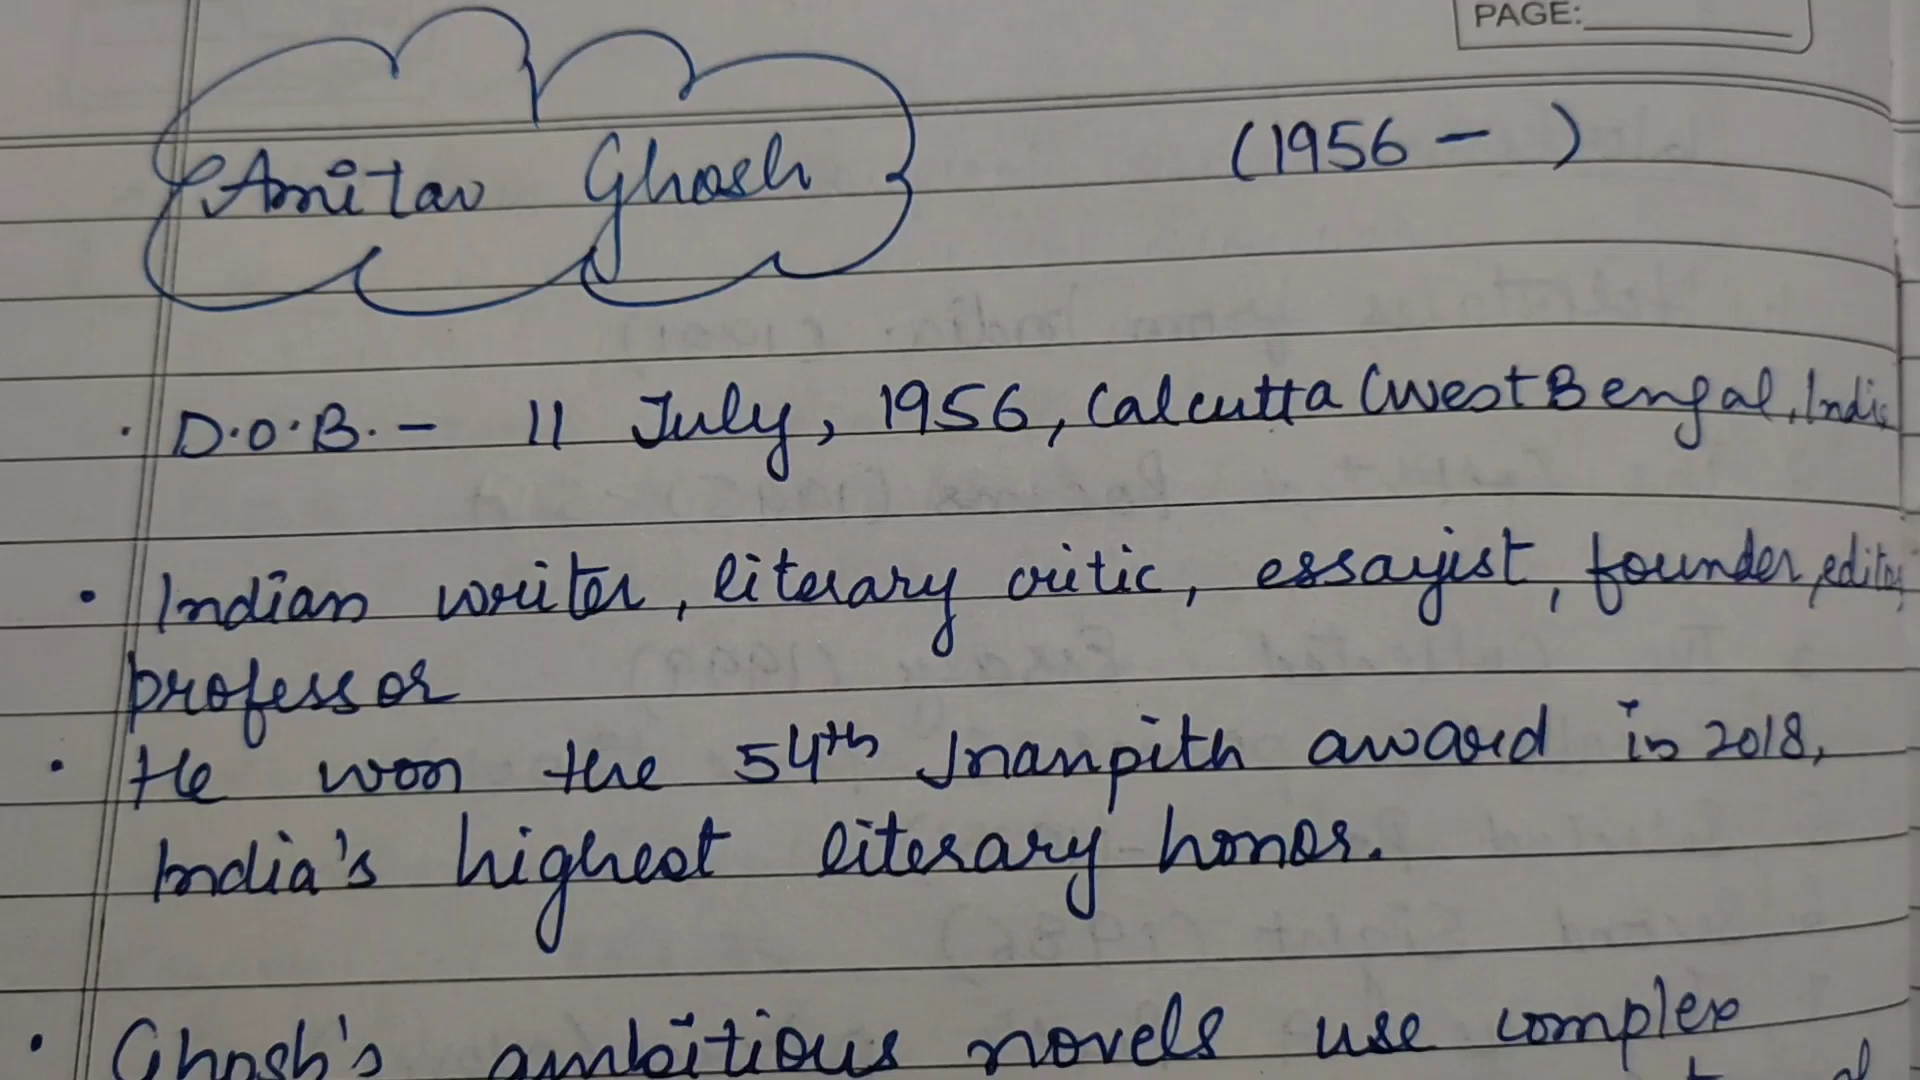 PAGE:
Amitav Ghosh (1956 - )
• D.O.B. - 11 July, 1956, Calcutta (West Bengal, India
• Indian writer, literary critic, essayist, founder, editor,
professor
• He won the 54th Jnanpith award in 2018,
India's highest literary honor.
• Ghosh's ambitious novels use complex